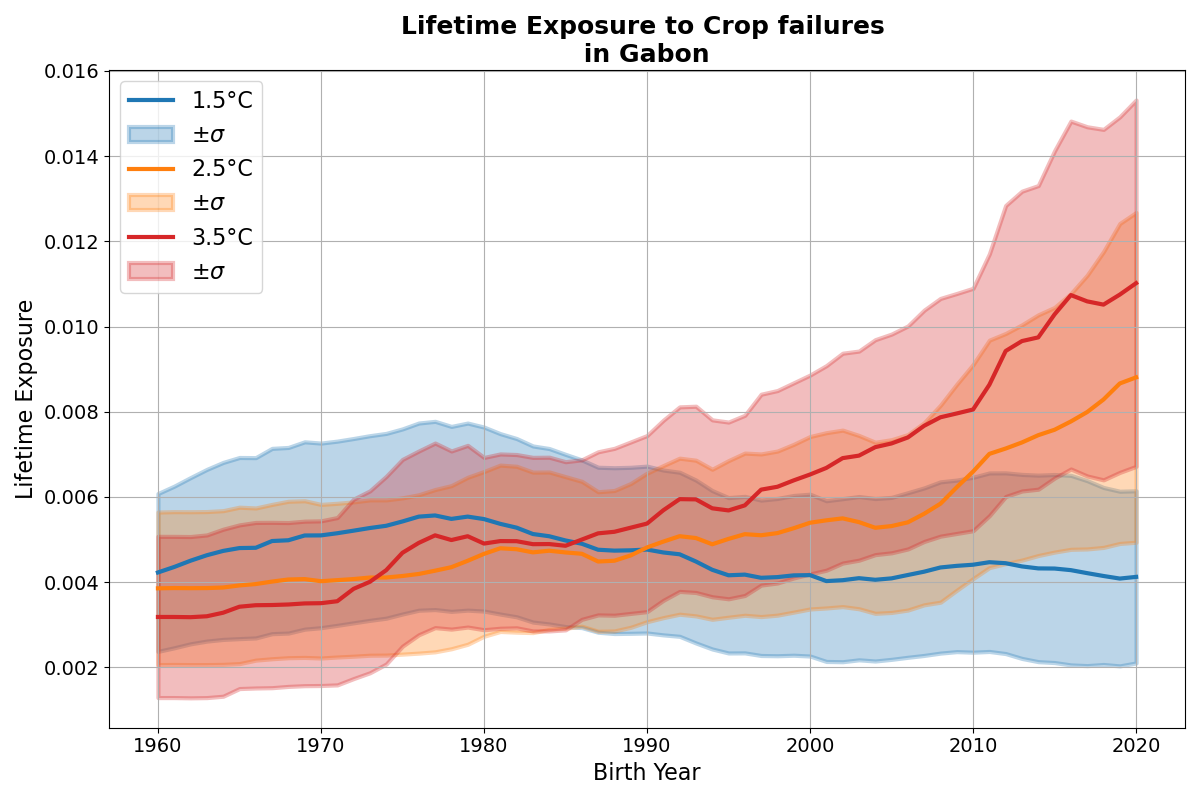 Lifetime Exposure to Crop failures
in Gabon
0.016
0.014
0.012
0.010
0.008
0.006
0.004
0.002
Lifetime Exposure
1.5°C
±σ
2.5°C
±σ
3.5°C
±σ
1960
1970
1980
1990
2000
2010
2020
Birth Year